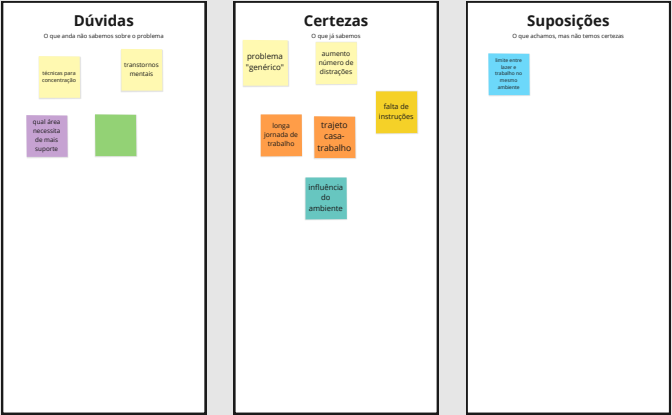 Dúvidas
O que anda não sabemos sobre o problema
técnicas para
concentração
transtornos
mentais
qual área
necessita
de mais
suporte
Certezas
O que já sabemos
problema
"genérico"
aumento
número de
distrações
falta de
instruções
longa
jornada de
trabalho
trajeto
casa-
trabalho
influência
do
ambiente
Suposições
O que achamos, mas não temos certezas
limite entre
lazer e
trabalho no
mesmo
ambiente